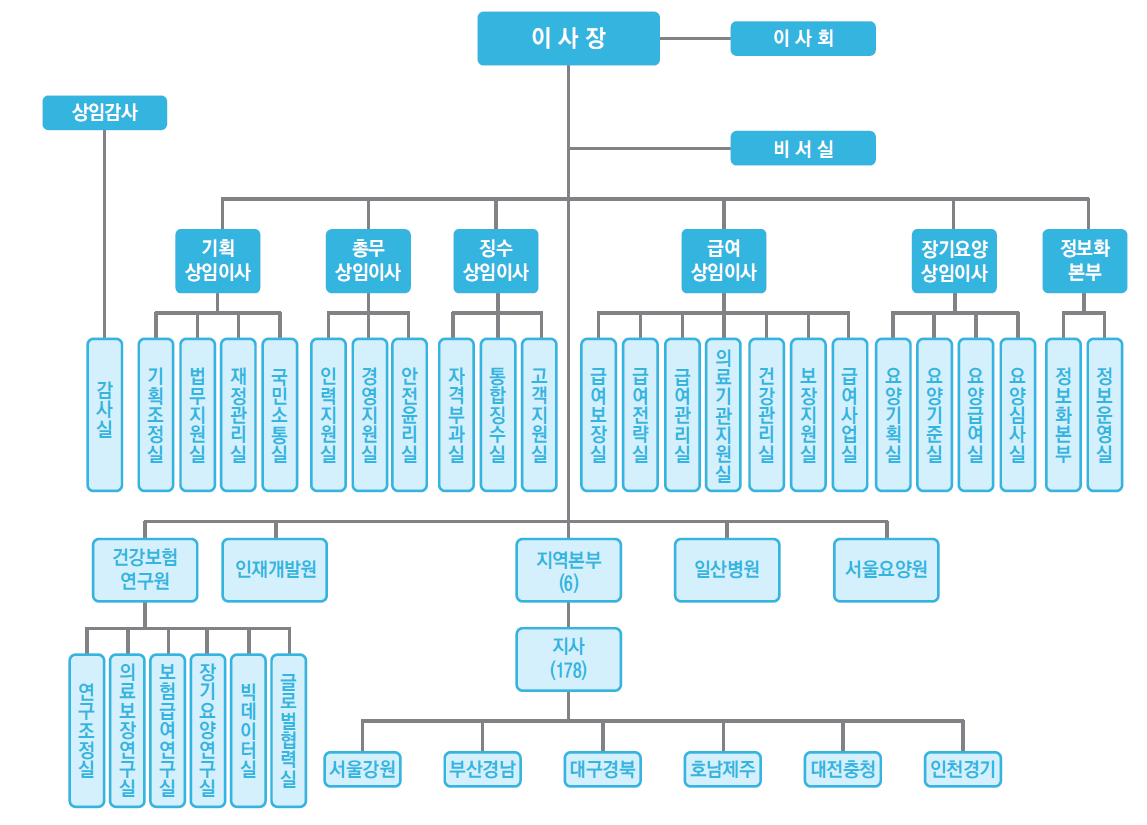 이 사 장
이 사 회
상임감사
비 서 실
기획
상임이사
총무
상임이사
징수
상임이사
급여
상임이사
장기요양
상임이사
정보화
본부
감사실
기획조정실
법무지원실
재정관리실
국민소통실
인력지원실
경영지원실
안전윤리실
자격부과실
통합징수실
고객지원실
급여보장실
급여전략실
급여관리실
의료기관지원실
건강관리실
보장지원실
급여사업실
요양기획실
요양기준실
요양급여실
요양심사실
정보화본부
정보운영실
건강보험
연구원
인재개발원
지역본부
(6)
일산병원
서울요양원
지사
(178)
연구조정실
의료보장연구실
보험급여연구실
장기요양연구실
빅데이터실
글로벌협력실
서울강원
부산경남
대구경북
호남제주
대전충청
인천경기